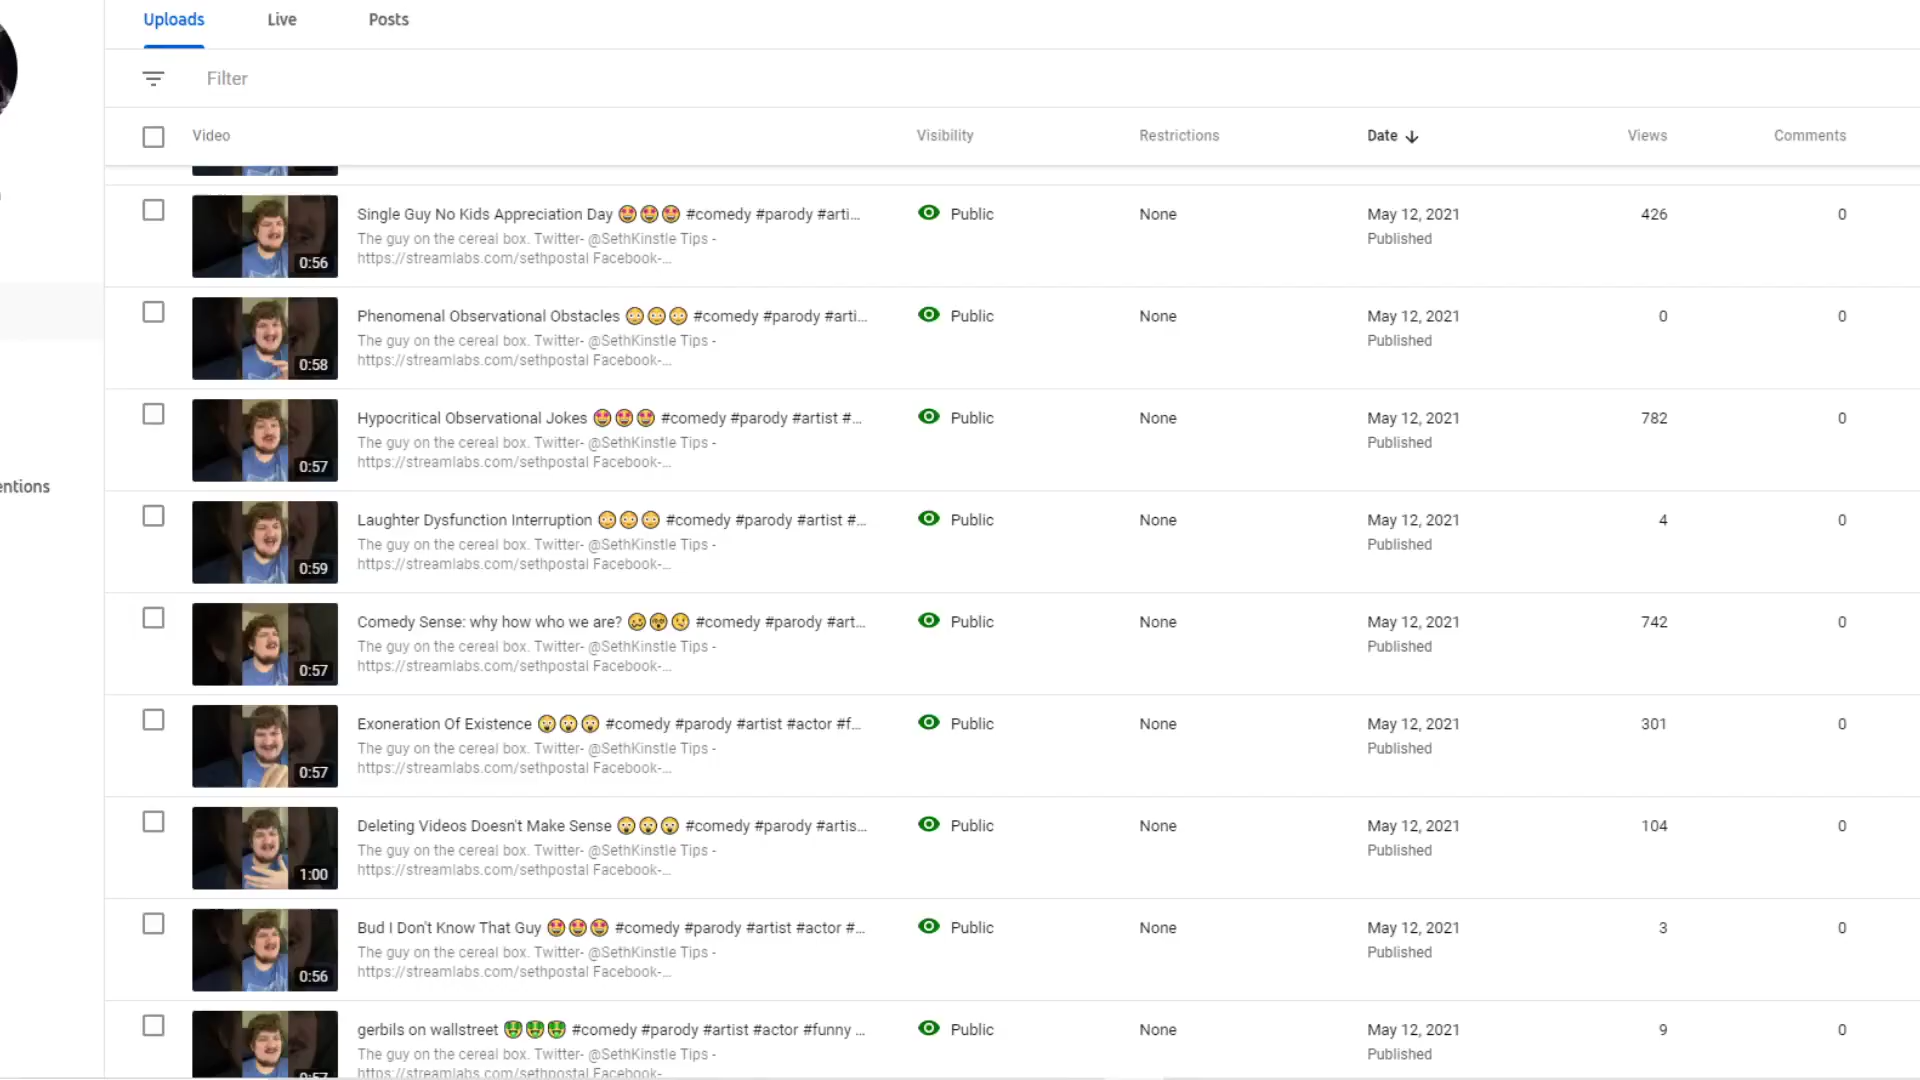 Uploads Live Posts
Filter
Video Visibility Restrictions Date Views Comments
Single Guy No Kids Appreciation Day 🤩🤩🤩 #comedy #parody #arti... Public None May 12, 2021 426 0
The guy on the cereal box. Twitter- @SethKinstle Tips - Published
https://streamlabs.com/sethpostal Facebook-...
0:56
Phenomenal Observational Obstacles 😳😳😳 #comedy #parody #arti... Public None May 12, 2021 0 0
The guy on the cereal box. Twitter- @SethKinstle Tips - Published
https://streamlabs.com/sethpostal Facebook-...
0:58
Hypocritical Observational Jokes 🤩🤩🤩 #comedy #parody #artist #... Public None May 12, 2021 782 0
The guy on the cereal box. Twitter- @SethKinstle Tips - Published
https://streamlabs.com/sethpostal Facebook-...
0:57
entions
Laughter Dysfunction Interruption 😳😳😳 #comedy #parody #artist #... Public None May 12, 2021 4 0
The guy on the cereal box. Twitter- @SethKinstle Tips - Published
https://streamlabs.com/sethpostal Facebook-...
0:59
Comedy Sense: why how who we are? #comedy #parody #art... Public None May 12, 2021 742 0
The guy on the cereal box. Twitter- @SethKinstle Tips - Published
https://streamlabs.com/sethpostal Facebook-...
0:57
Exoneration Of Existence 😲😲😲 #comedy #parody #artist #actor #f... Public None May 12, 2021 301 0
The guy on the cereal box. Twitter- @SethKinstle Tips - Published
https://streamlabs.com/sethpostal Facebook-...
0:57
Deleting Videos Doesn't Make Sense 😲😲😲 #comedy #parody #artis... Public None May 12, 2021 104 0
The guy on the cereal box. Twitter- @SethKinstle Tips - Published
https://streamlabs.com/sethpostal Facebook-...
1:00
Bud I Don't Know That Guy 🤩🤩🤩 #comedy #parody #artist #actor #... Public None May 12, 2021 3 0
The guy on the cereal box. Twitter- @SethKinstle Tips - Published
https://streamlabs.com/sethpostal Facebook-...
0:56
gerbils on wallstreet 🤑🤑🤑 #comedy #parody #artist #actor #funny ... Public None May 12, 2021 9 0
The guy on the cereal box. Twitter- @SethKinstle Tips - Published
https://streamlabs.com/sethpostal Facebook-
0:57